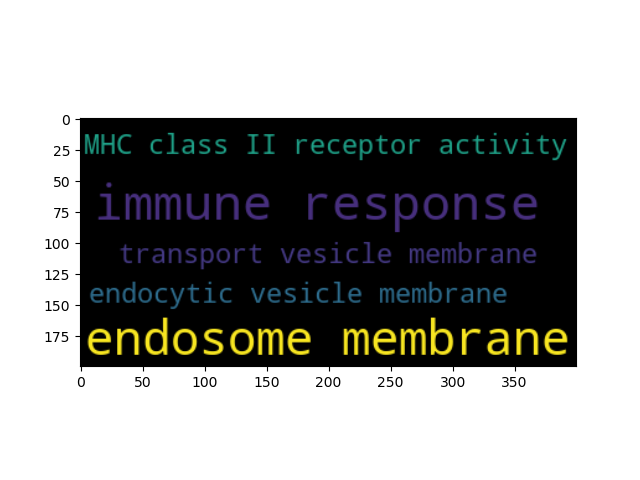 0
25
50
75
100
125
150
175
MHC class II receptor activity
immune response
transport vesicle membrane
endocytic vesicle membrane
endosome membrane
0 50 100 150 200 250 300 350